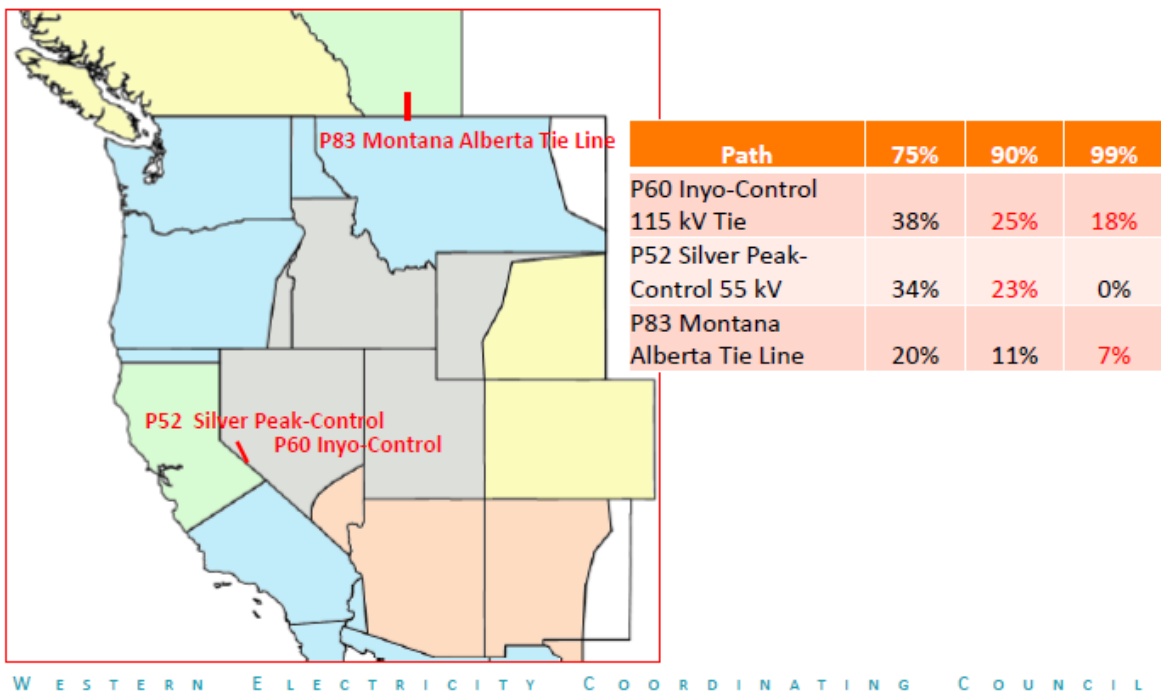 P83 Montana Alberta Tie Line
P52 Silver Peak-Control
P60 Inyo-Control
Path 75% 90% 99%
P60 Inyo-Control
115 kV Tie 38% 25% 18%
P52 Silver Peak-
Control 55 kV 34% 23% 0%
P83 Montana
Alberta Tie Line 20% 11% 7%
WESTERN ELECTRICITY COORDINATING COUNCIL